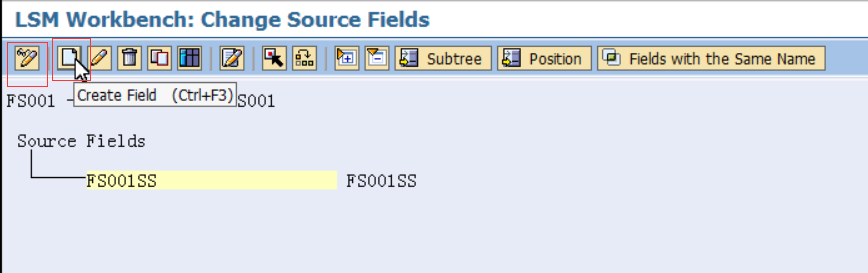 LSM Workbench: Change Source Fields
Subtree Position Fields with the Same Name
Create Field (Ctrl+F3)
FS001 - S001
Source Fields
FS001SS FS001SS